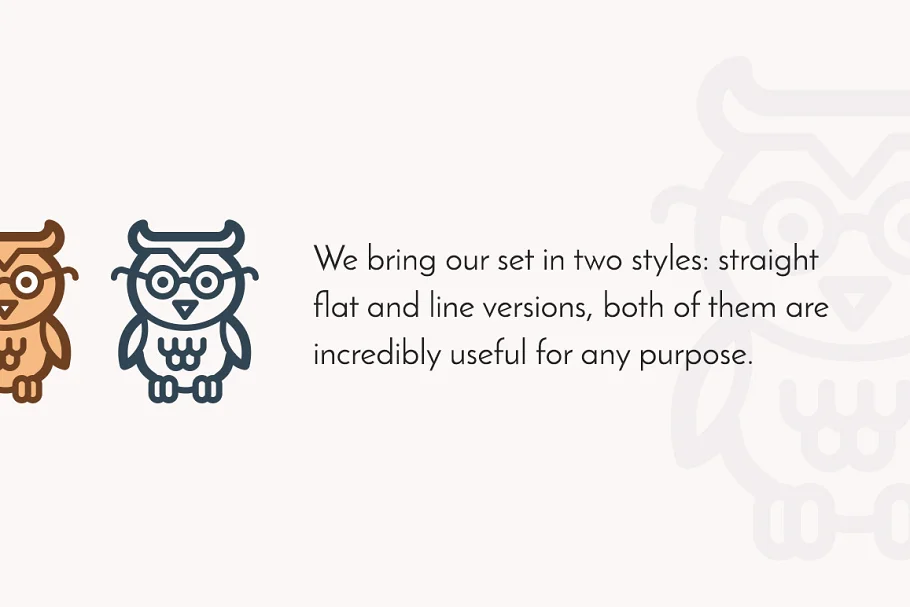 We bring our set in two styles: straight
flat and line versions, both of them are
incredibly useful for any purpose.